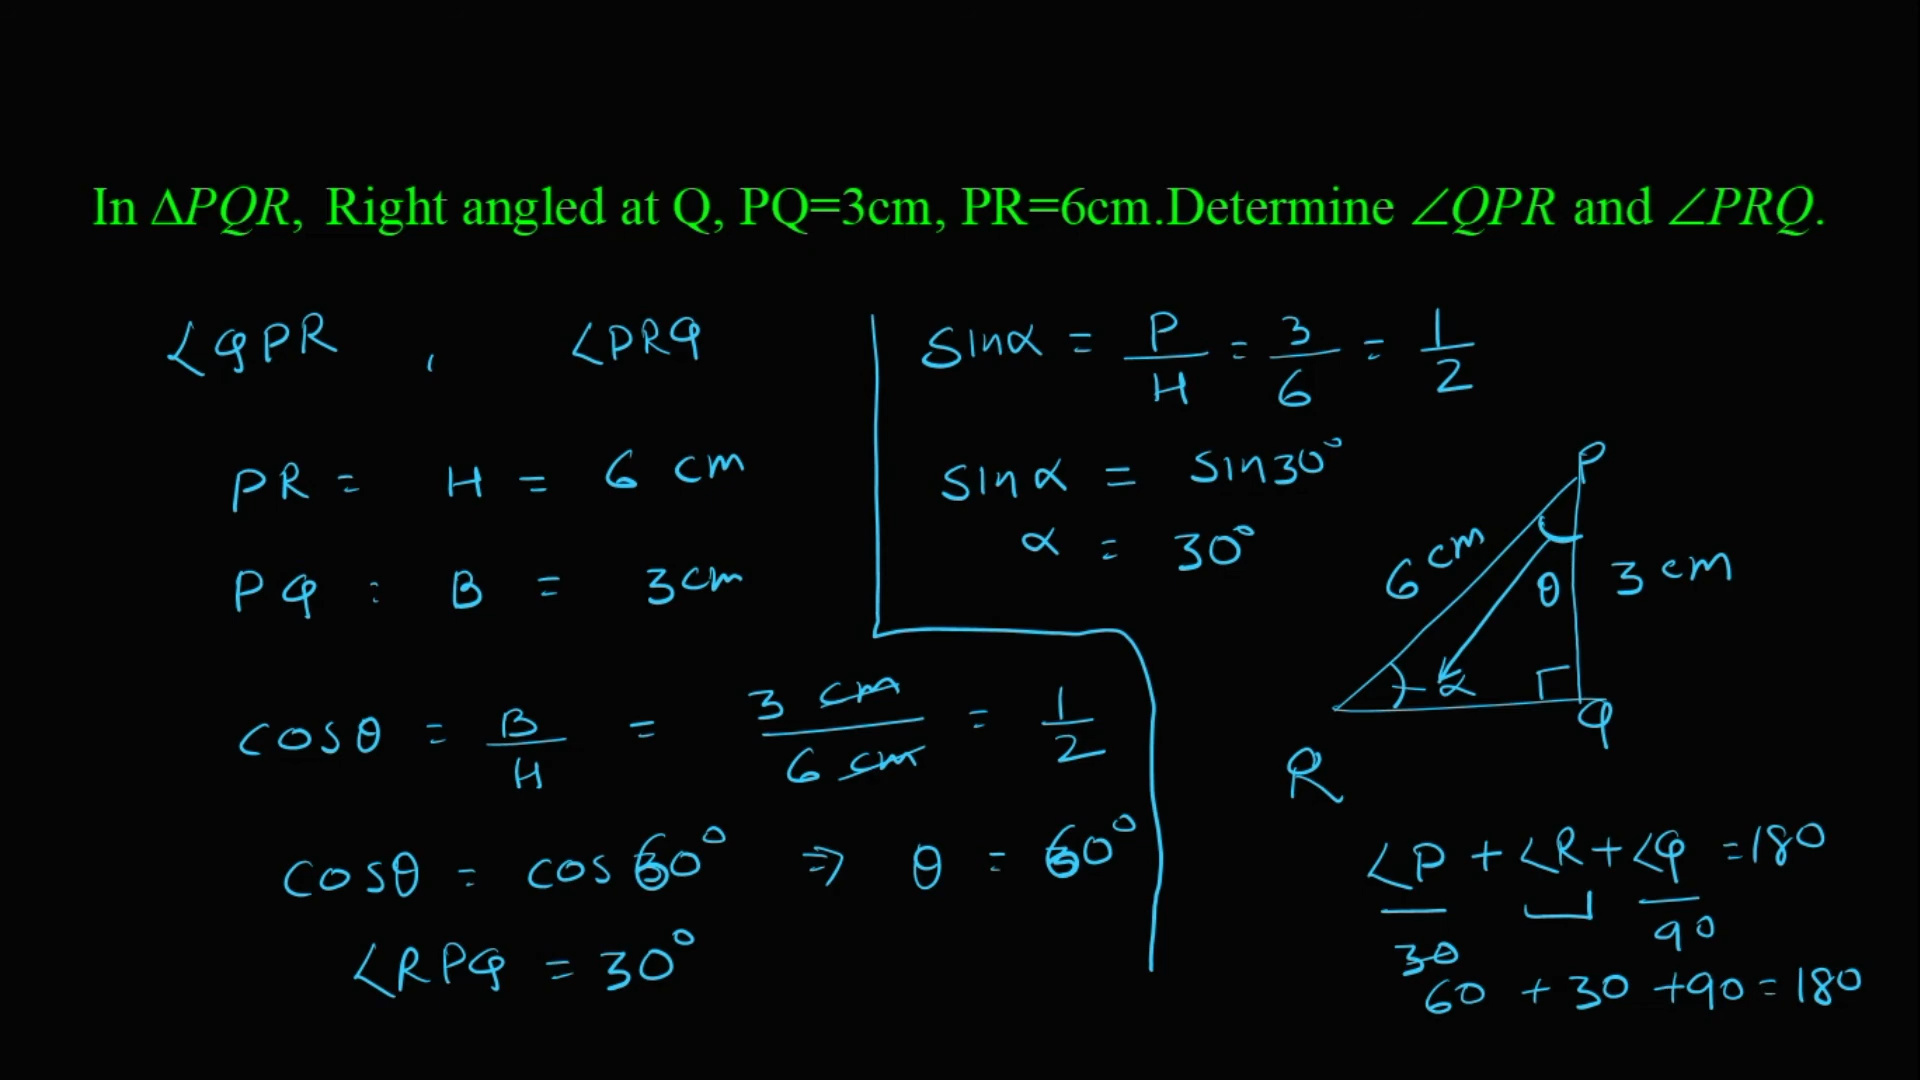 In ΔPQR, Right angled at Q, PQ=3cm, PR=6cm.Determine ∠QPR and ∠PRQ.
∠QPR , ∠PRQ
PR = H = 6 cm
PQ : B = 3cm
cosθ = B/H = 3 cm/6 cm = 1/2
cosθ = cos 60° ⇒ θ = 60°
∠RPQ = 30°
sinα = P/H = 3/6 = 1/2
sinα = sin30°
α = 30°
P
6 cm
θ 3 cm
α
Q
R
∠P + ∠R + ∠Q = 180
90
30
60 + 30 + 90 = 180